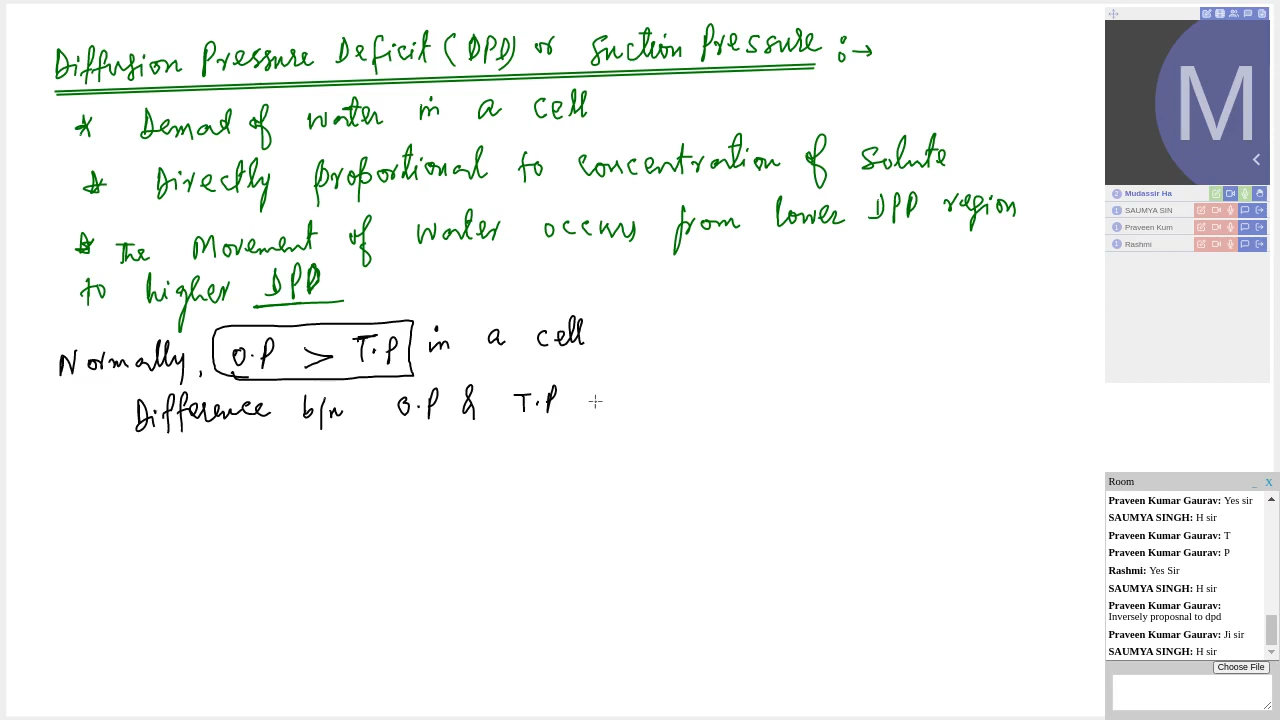 Diffusion Pressure Deficit (DPD) or Suction Pressure :→
* Demad of water in a cell
* Directly proportional to concentration of solute
* The Movement of water occurs from lower DPD region
to higher DPD
Normally, O.P > T.P in a cell
Difference b/n O.P & T.P
M
Mudassir Ha
SAUMYA SIN
Praveen Kum
Rashmi
Room
_ X
Praveen Kumar Gaurav: Yes sir
SAUMYA SINGH: H sir
Praveen Kumar Gaurav: T
Praveen Kumar Gaurav: P
Rashmi: Yes Sir
SAUMYA SINGH: H sir
Praveen Kumar Gaurav:
Inversely proposnal to dpd
Praveen Kumar Gaurav: Ji sir
SAUMYA SINGH: H sir
Choose File